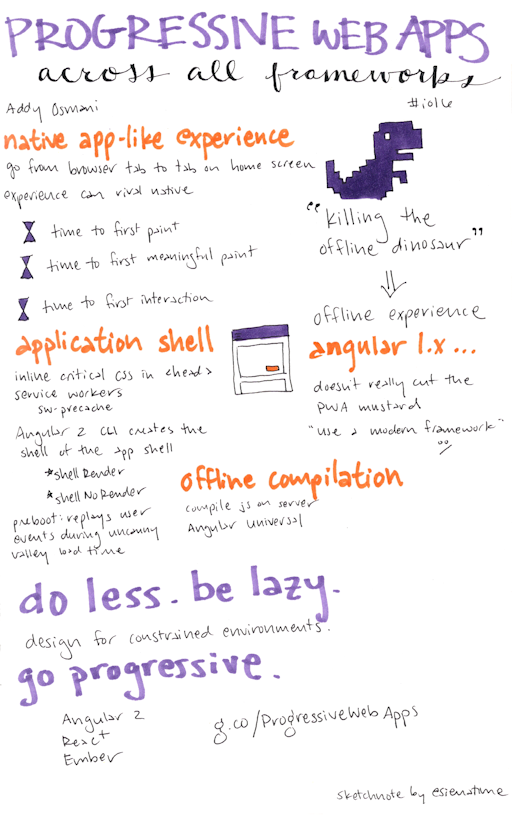 PROGRESSIVE WEB APPS
across all frameworks
Addy Osmani
#io16
native app-like experience
go from browser tab to tab on home screen
experience can rival native
time to first paint
time to first meaningful paint
time to first interaction
"killing the
offline dinosaur"
offline experience
application shell
inline critical css in <head>
service workers
sw-precache
Angular 2 CLI creates the
shell of the app shell
*shellRender
*shellNoRender
preboot: replays user
events during uncanny
valley load time
angular 1.x ...
doesn't really cut the
PWA mustard
"use a modern framework"
offline compilation
compile js on server
Angular Universal
do less. be lazy.
design for constrained environments.
go progressive.
Angular 2
React
Ember
g.co/ProgressiveWebApps
sketchnote by esienatime